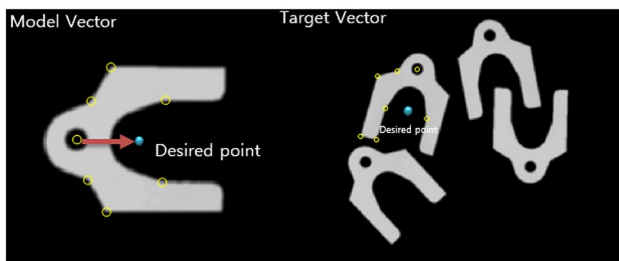 Model Vector
Target Vector
Desired point
Desired point